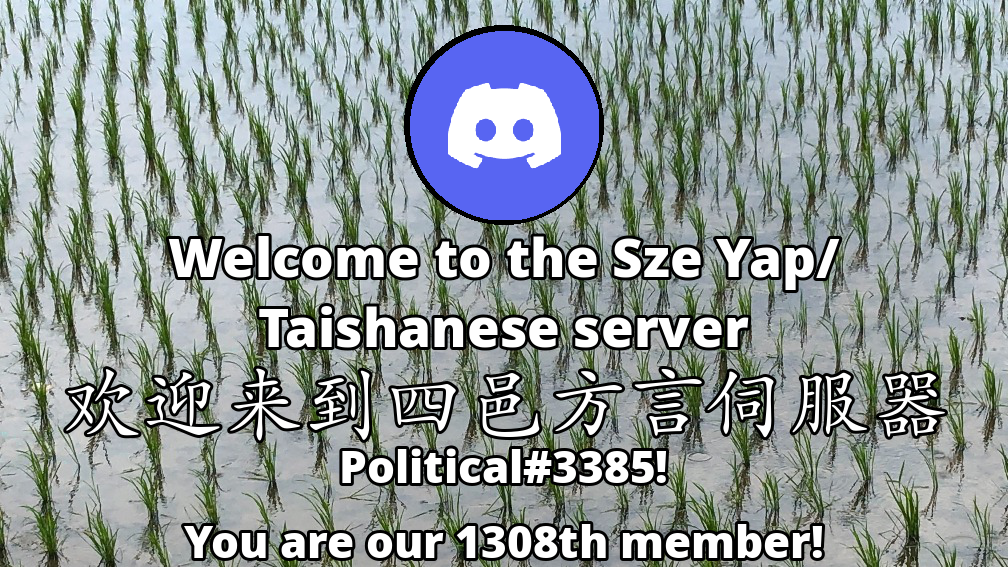 Welcome to the Sze Yap/
Taishanese server
欢迎来到四邑方言伺服器
Political#3385!
You are our 1308th member!